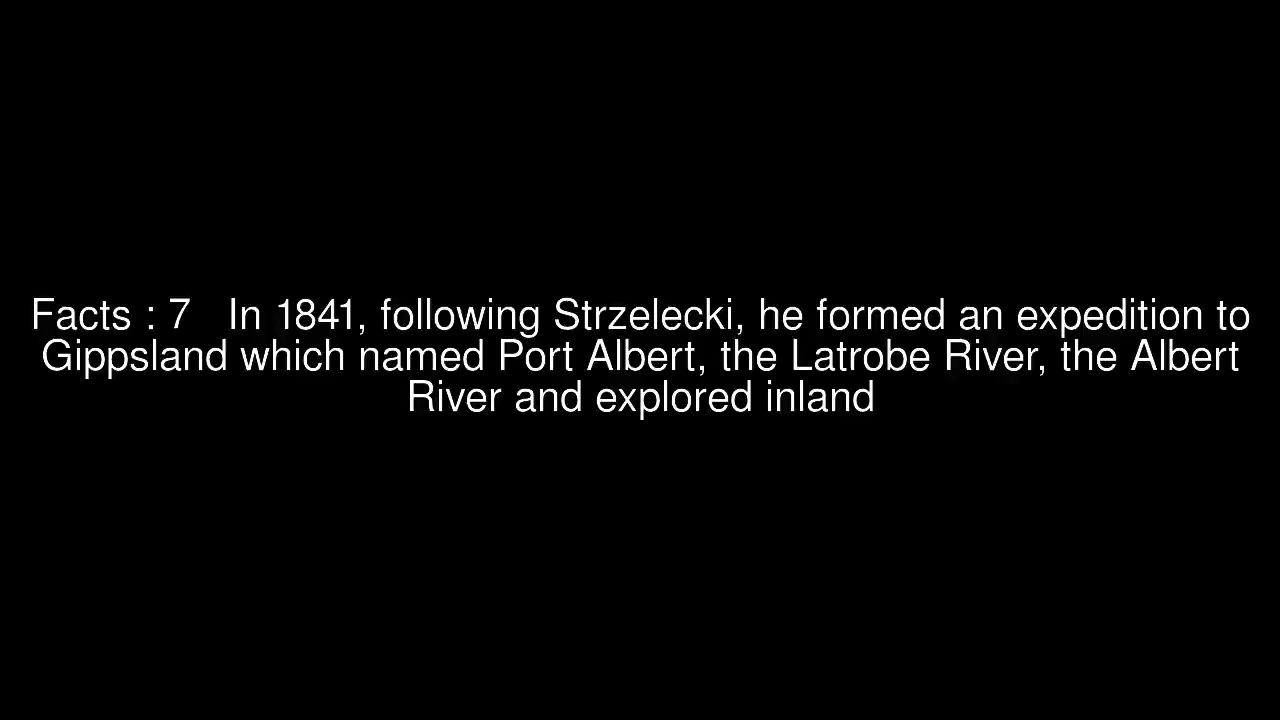 Facts : 7   In 1841, following Strzelecki, he formed an expedition to
Gippsland which named Port Albert, the Latrobe River, the Albert
River and explored inland